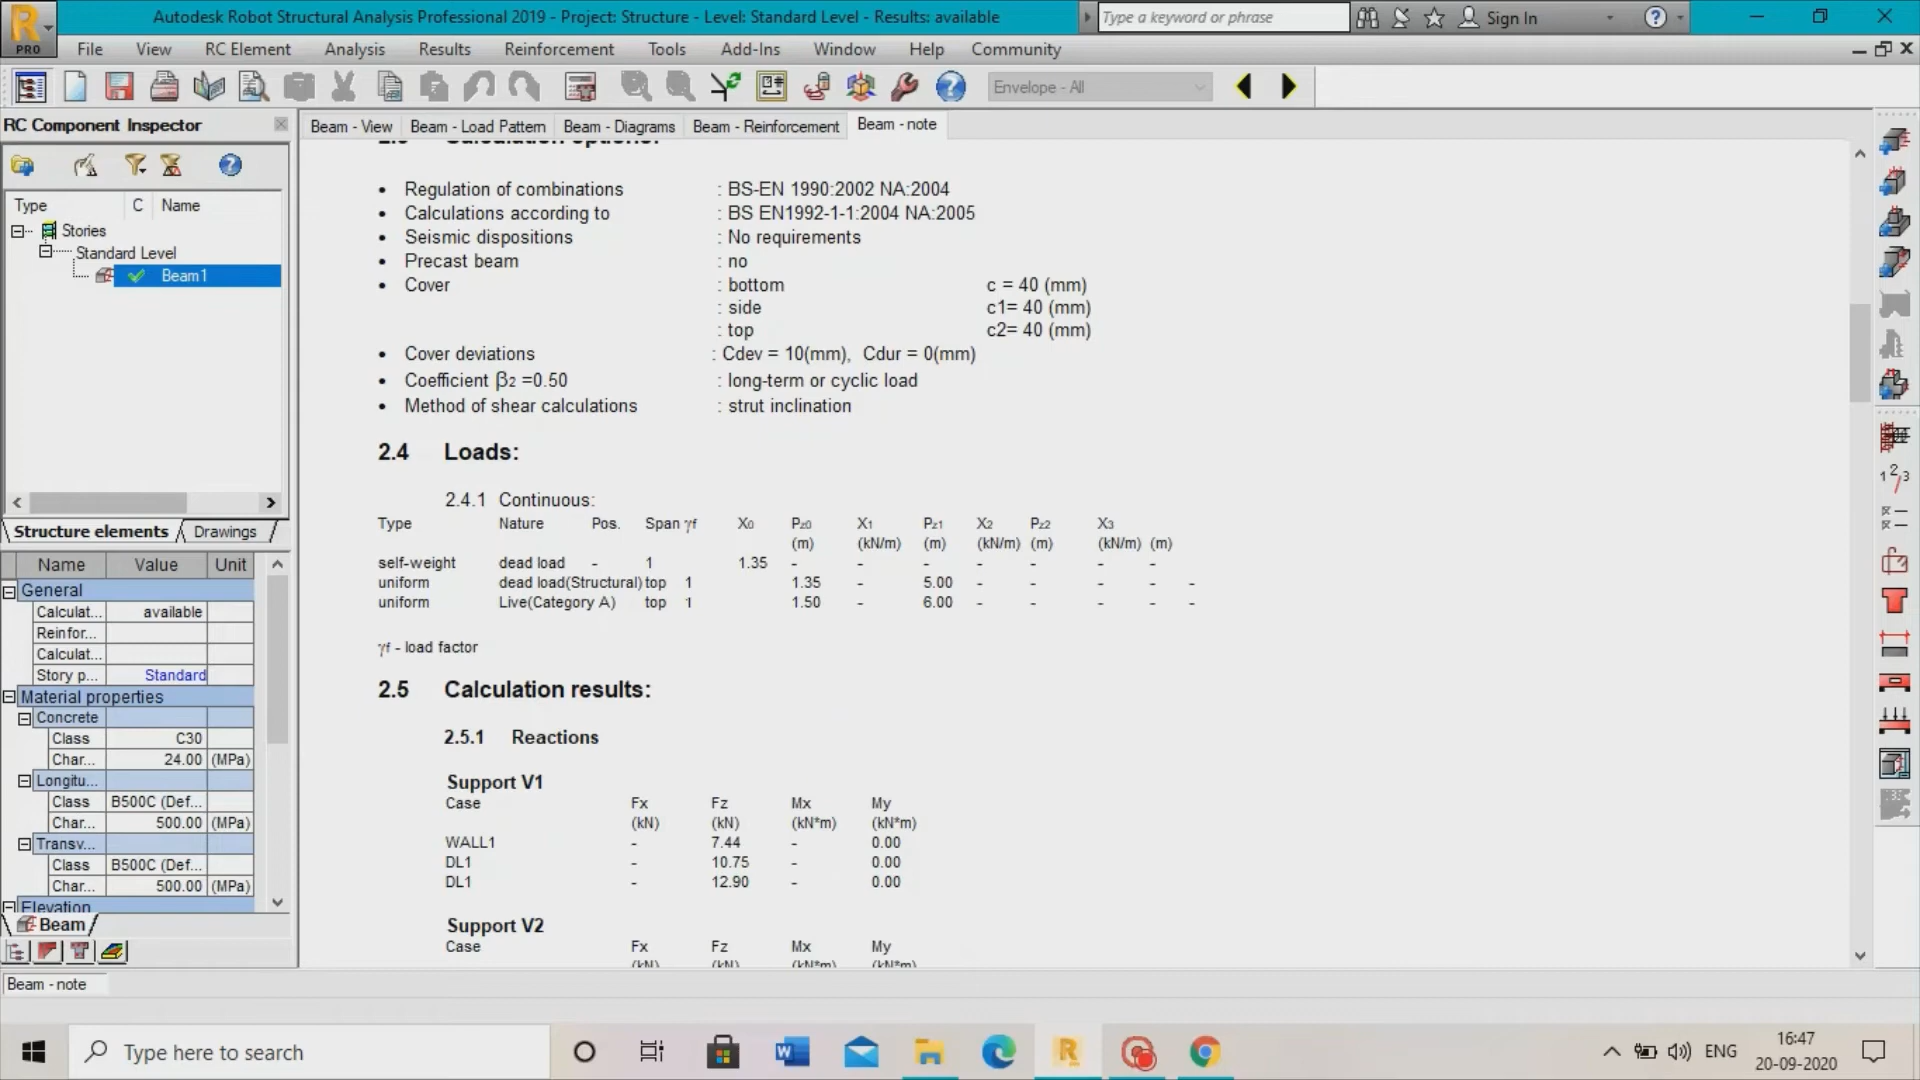 Autodesk Robot Structural Analysis Professional 2019 - Project: Structure - Level: Standard Level - Results: available
Type a keyword or phrase
Sign In
PRO
File View RC Element Analysis Results Reinforcement Tools Add-Ins Window Help Community
Envelope - All
RC Component Inspector
Type C Name
Stories
Standard Level
Beam1
Structure elements Drawings
Name Value Unit
General
Calculat... available
Reinfor...
Calculat...
Story p... Standard
Material properties
Concrete
Class C30
Char... 24.00 (MPa)
Longitu...
Class B500C (Def...
Char... 500.00 (MPa)
Transv...
Class B500C (Def...
Char... 500.00 (MPa)
Elevation
Beam
Beam - View Beam - Load Pattern Beam - Diagrams Beam - Reinforcement Beam - note
Calculation options:
• Regulation of combinations : BS-EN 1990:2002 NA:2004
• Calculations according to : BS EN1992-1-1:2004 NA:2005
• Seismic dispositions : No requirements
• Precast beam : no
• Cover : bottom c = 40 (mm)
: side c1= 40 (mm)
: top c2= 40 (mm)
• Cover deviations : Cdev = 10(mm), Cdur = 0(mm)
• Coefficient β2 =0.50 : long-term or cyclic load
• Method of shear calculations : strut inclination
2.4 Loads:
2.4.1 Continuous:
Type Nature Pos. Span γf X0 Pz0 X1 Pz1 X2 Pz2 X3
(m) (kN/m) (m) (kN/m) (m) (kN/m) (m)
self-weight dead load - 1 1.35 - - - - - - -
uniform dead load(Structural) top 1 1.35 - 5.00 - - - - -
uniform Live(Category A) top 1 1.50 - 6.00 - - - - -
γf - load factor
2.5 Calculation results:
2.5.1 Reactions
Support V1
Case Fx Fz Mx My
(kN) (kN) (kN*m) (kN*m)
WALL1 - 7.44 - 0.00
DL1 - 10.75 - 0.00
DL1 - 12.90 - 0.00
Support V2
Case Fx Fz Mx My
(kN) (kN) (kN*m) (kN*m)
Beam - note
Type here to search
ENG
16:47
20-09-2020